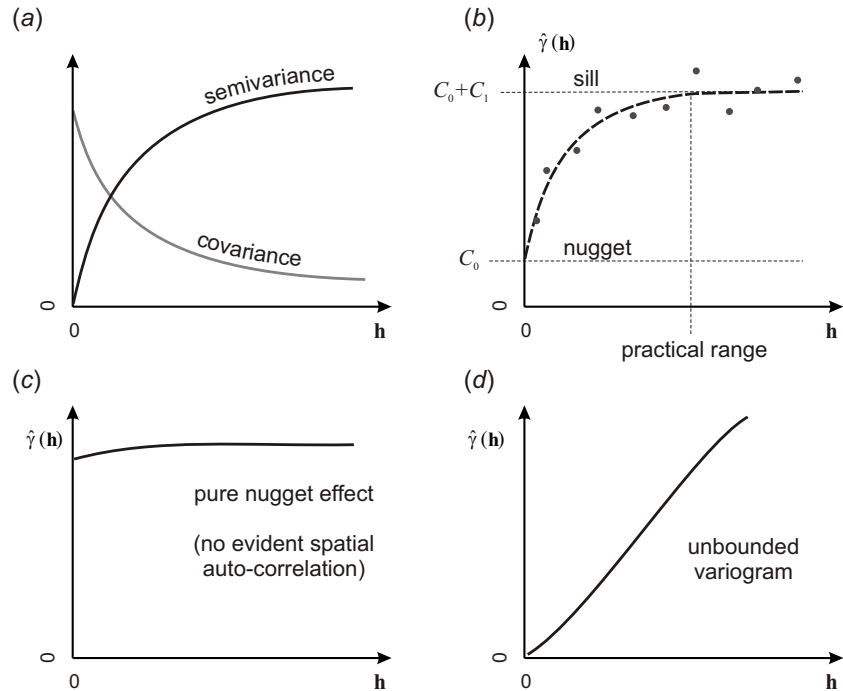 (a)
semivariance
covariance
0
0
h
(b)
γ̂(h)
C₀+C₁
sill
C₀
nugget
0
0
h
practical range
(c)
γ̂(h)
pure nugget effect
(no evident spatial
auto-correlation)
0
0
h
(d)
γ̂(h)
unbounded
variogram
0
0
h